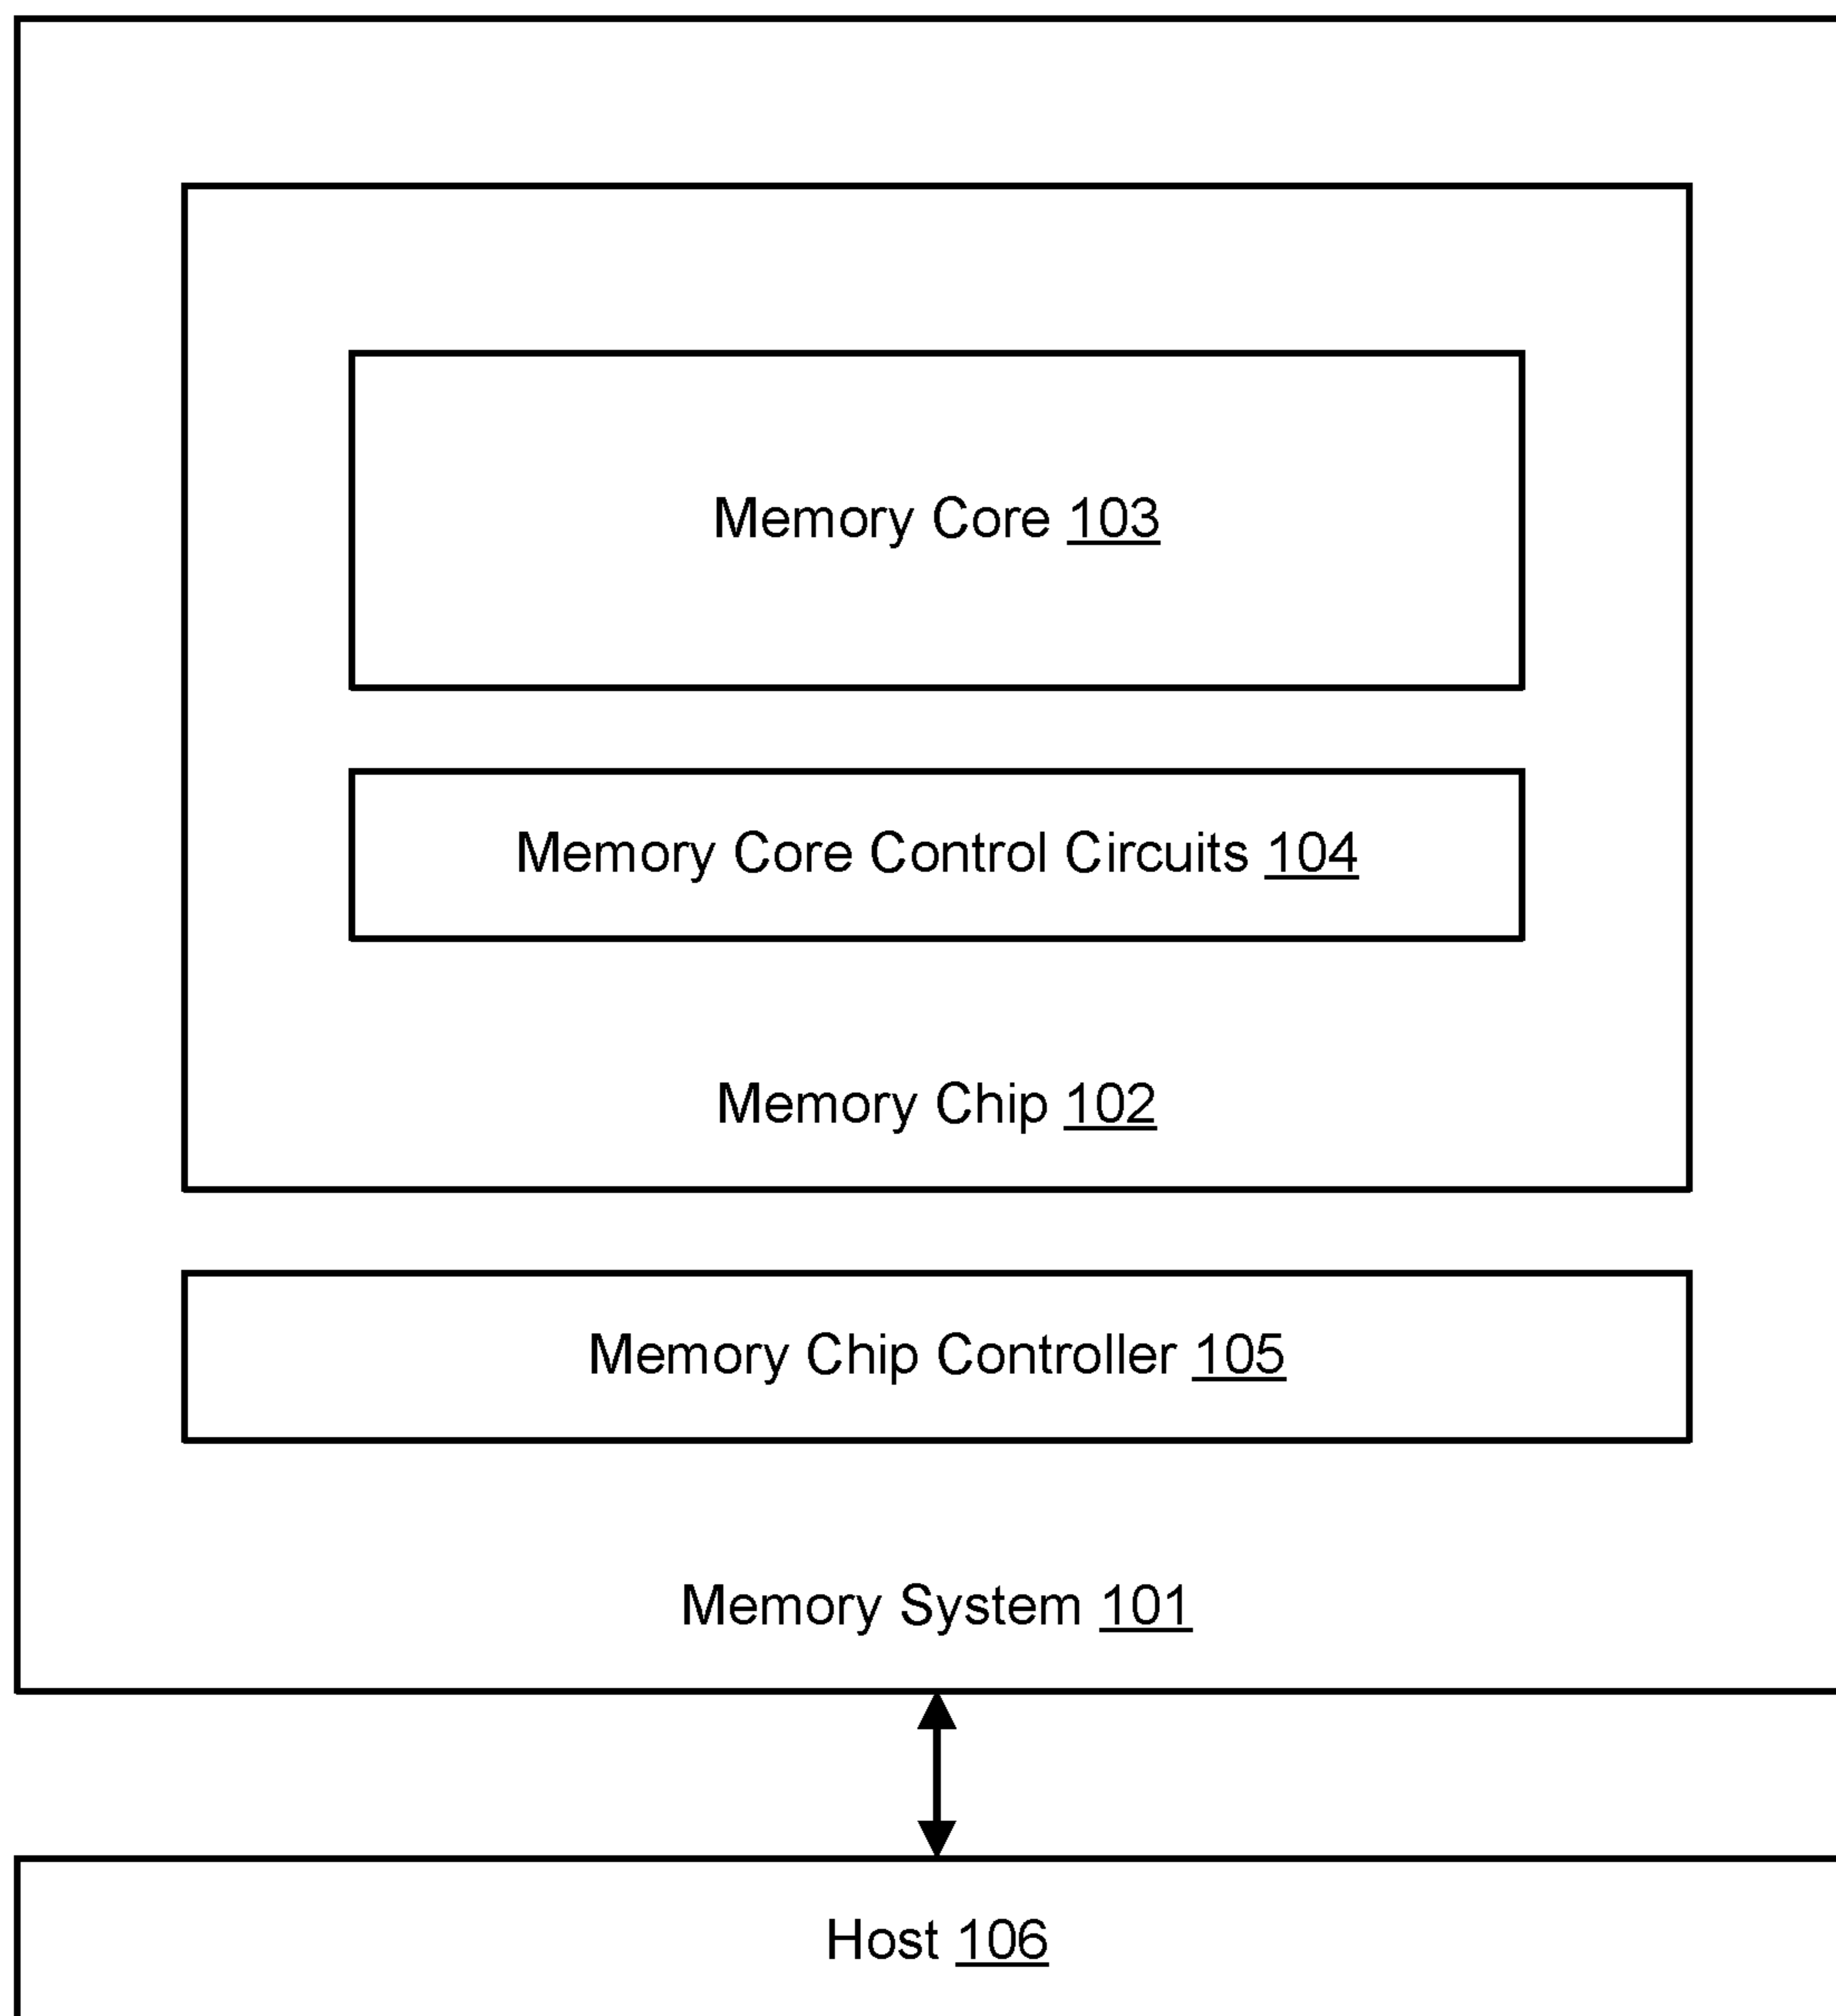 Memory Core 103
Memory Core Control Circuits 104
Memory Chip 102
Memory Chip Controller 105
Memory System 101
Host 106